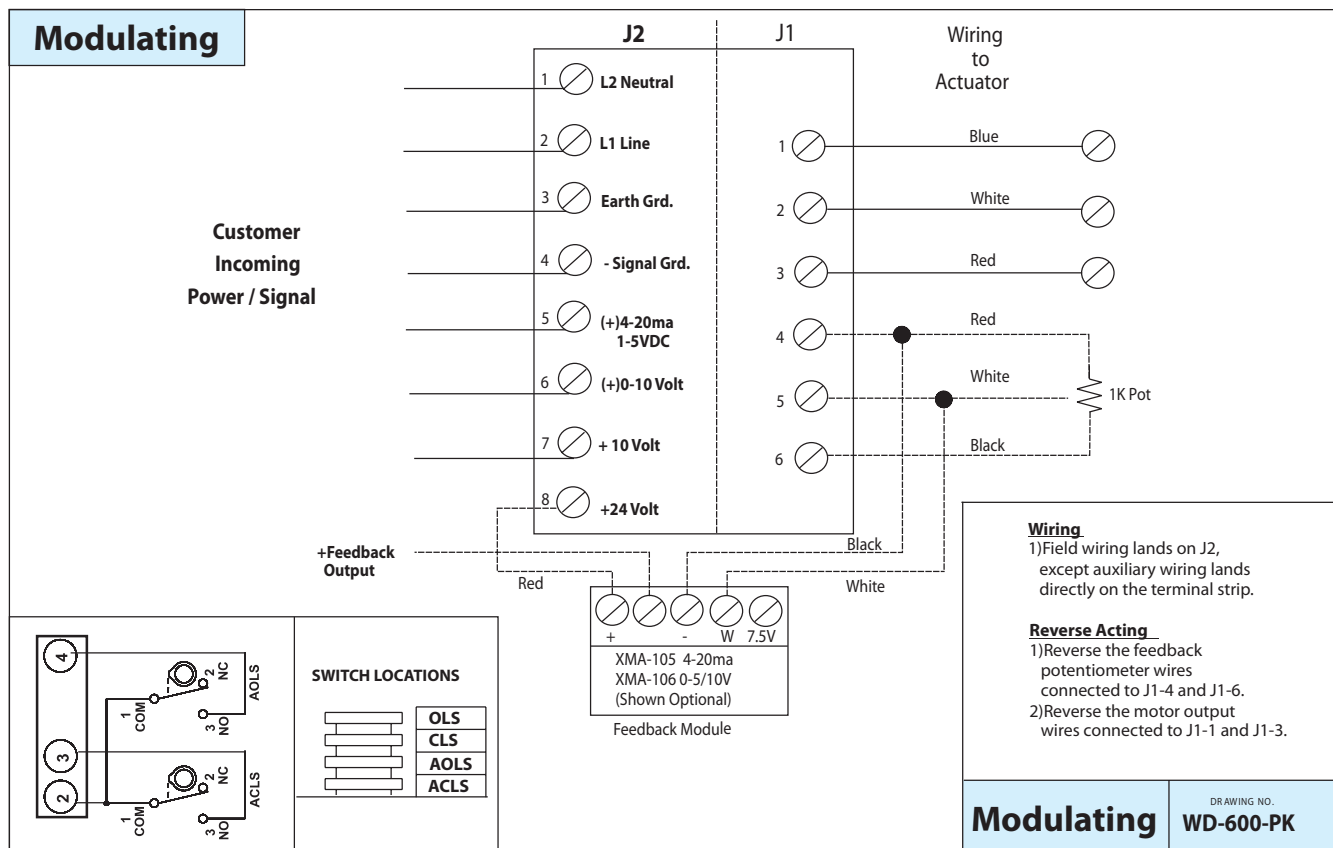 Modulating
J2
J1
Wiring
to
Actuator
Customer
Incoming
Power / Signal
1 L2 Neutral
2 L1 Line
3 Earth Grd.
4 - Signal Grd.
5 (+)4-20ma
1-5VDC
6 (+)0-10 Volt
7 + 10 Volt
8 +24 Volt
1 Blue
2 White
3 Red
4 Red
5 White
6 Black
1K Pot
+Feedback
Output
Red
Black
White
+ - W 7.5V
XMA-105 4-20ma
XMA-106 0-5/10V
(Shown Optional)
Feedback Module
4
3
2
1
COM
2
NC
3
NO
AOLS
1
COM
2
NC
3
NO
ACLS
SWITCH LOCATIONS
OLS
CLS
AOLS
ACLS
Wiring
1)Field wiring lands on J2,
except auxiliary wiring lands
directly on the terminal strip.
Reverse Acting
1)Reverse the feedback
potentiometer wires
connected to J1-4 and J1-6.
2)Reverse the motor output
wires connected to J1-1 and J1-3.
Modulating
DRAWING NO.
WD-600-PK